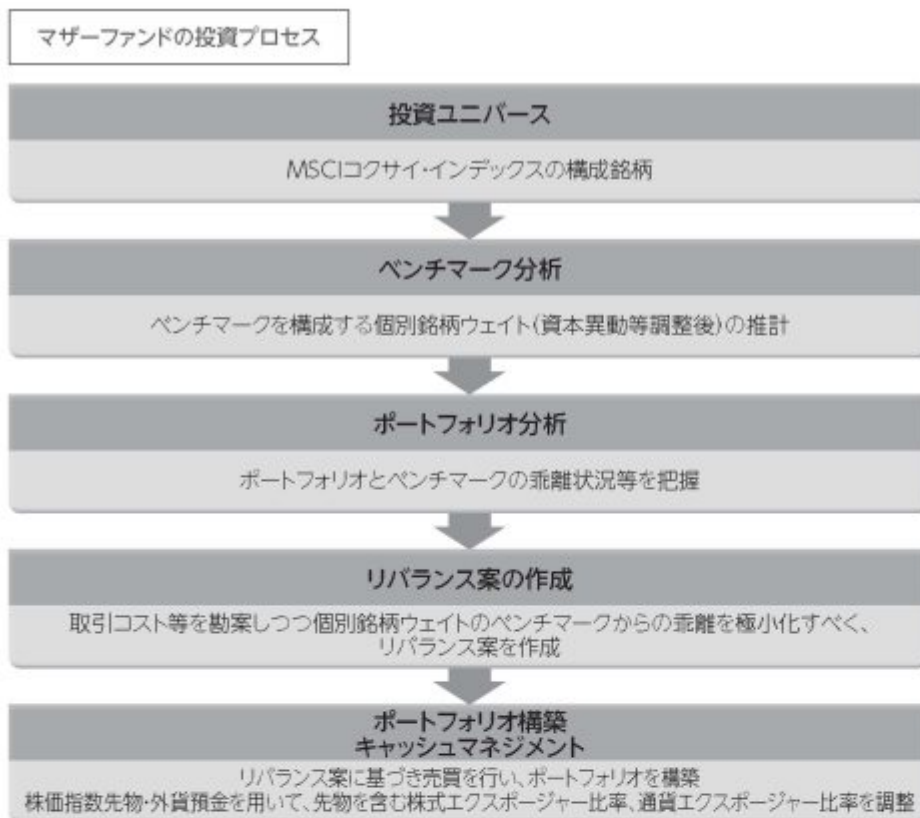 マザーファンドの投資プロセス
投資ユニバース
MSCIコクサイ・インデックスの構成銘柄
ベンチマーク分析
ベンチマークを構成する個別銘柄ウェイト(資本異動等調整後)の推計
ポートフォリオ分析
ポートフォリオとベンチマークの乖離状況等を把握
リバランス案の作成
取引コスト等を勘案しつつ個別銘柄ウェイトのベンチマークからの乖離を極小化すべく、
リバランス案を作成
ポートフォリオ構築
キャッシュマネジメント
リバランス案に基づき売買を行い、ポートフォリオを構築
株価指数先物・外貨預金を用いて、先物を含む株式エクスポージャー比率、通貨エクスポージャー比率を調整